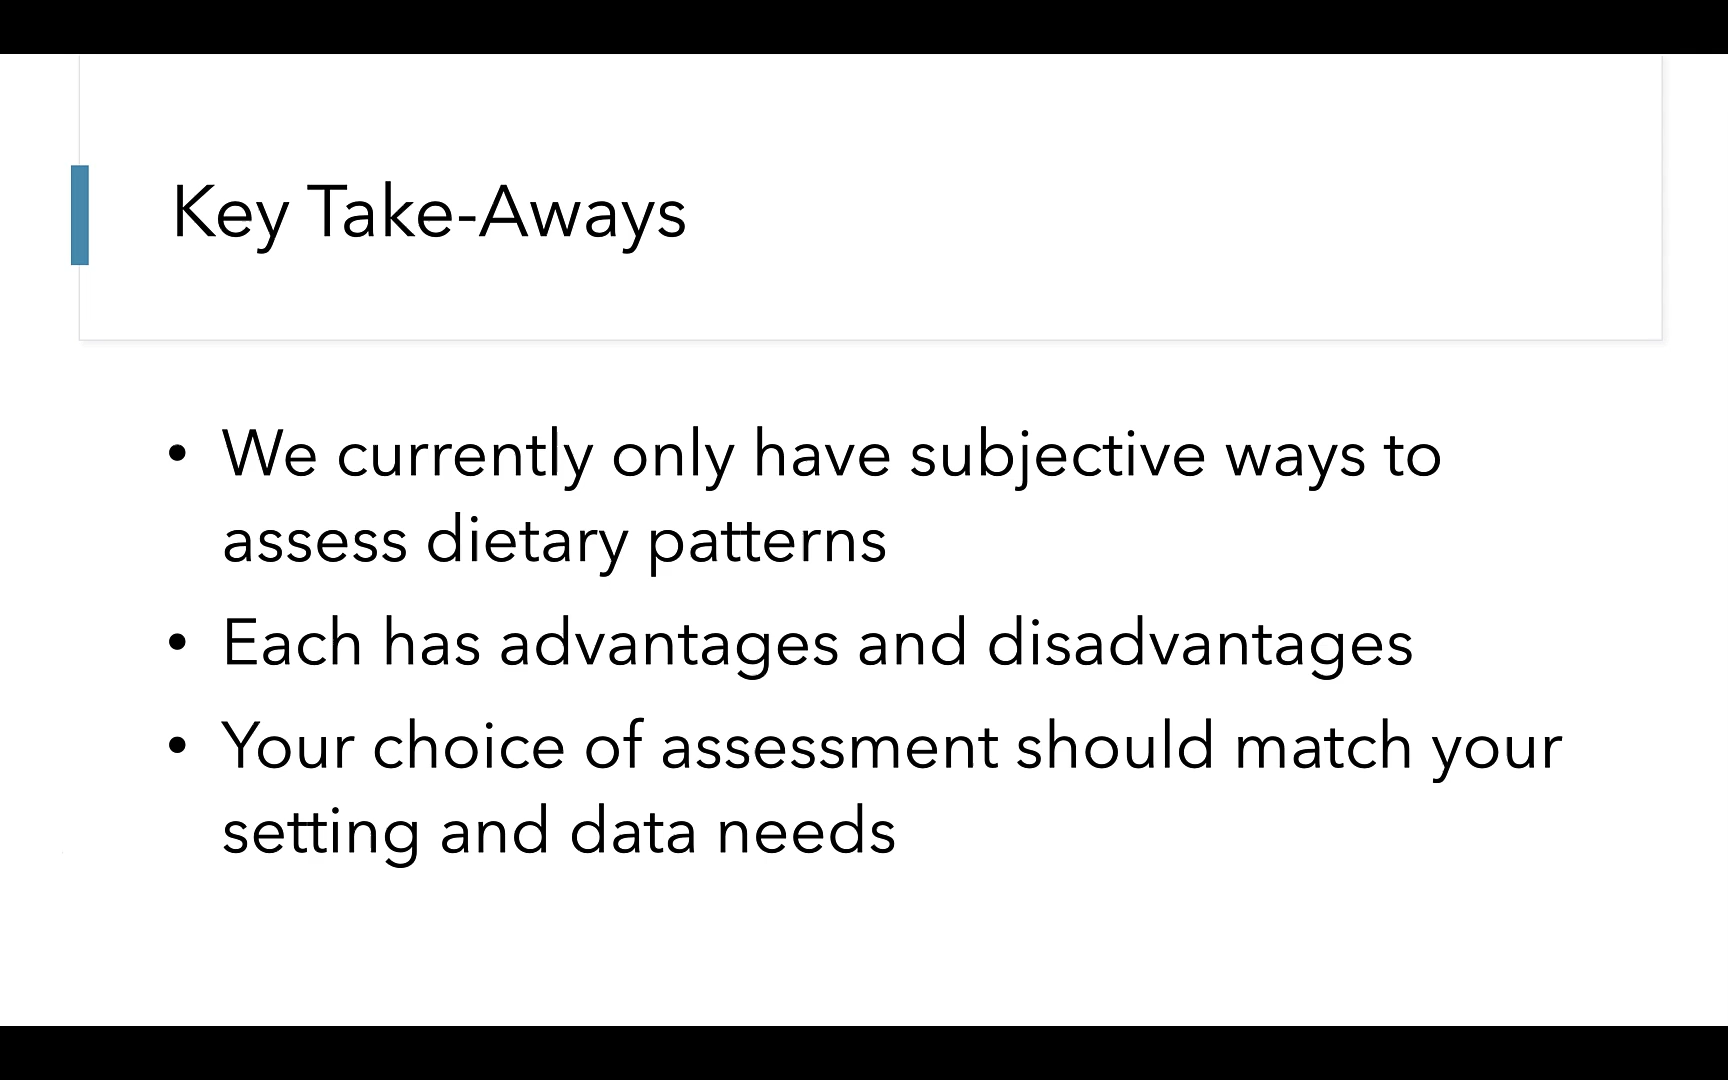 Key Take-Aways
• We currently only have subjective ways to
assess dietary patterns
• Each has advantages and disadvantages
• Your choice of assessment should match your
setting and data needs